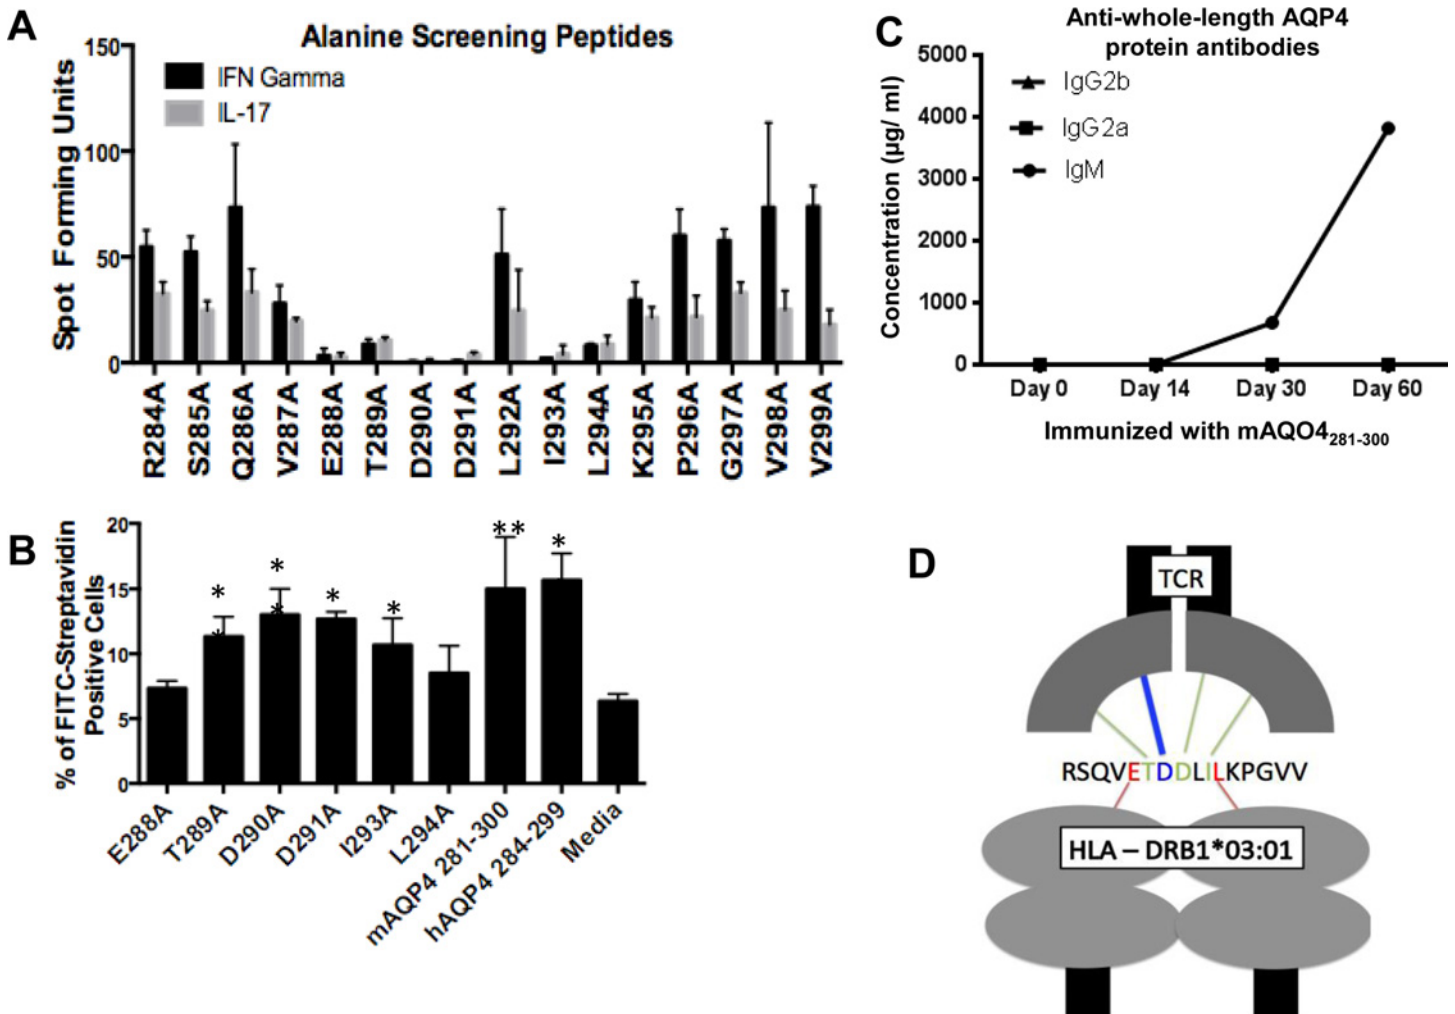 A
Alanine Screening Peptides
IFN Gamma
IL-17
Spot Forming Units
150
100
50
0
R284A S285A Q286A V287A E288A T289A D290A D291A L292A I293A L294A K295A P296A G297A V298A V299A
B
% of FITC-Streptavidin
Positive Cells
20
15
10
5
0
* * * * * * ** *
E288A T289A D290A D291A I293A L294A mAQP4 281-300 hAQP4 284-299 Media
C
Anti-whole-length AQP4
protein antibodies
IgG2b
IgG2a
IgM
Concentration (µg/ ml)
5000
4000
3000
2000
1000
0
Day 0 Day 14 Day 30 Day 60
Immunized with mAQO4281-300
D
TCR
RSQVETDDLILKPGVV
HLA – DRB1*03:01